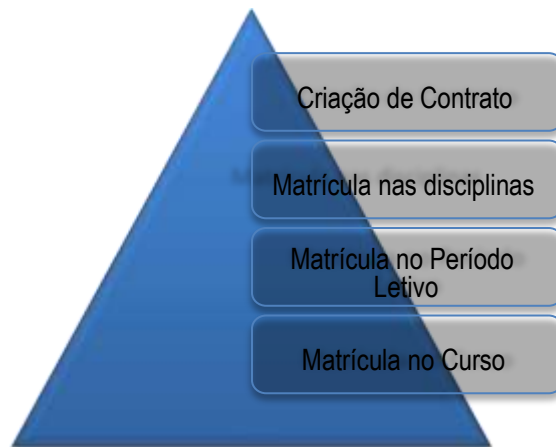 Criação de Contrato
Matrícula nas disciplinas
Matrícula no Período
Letivo
Matrícula no Curso